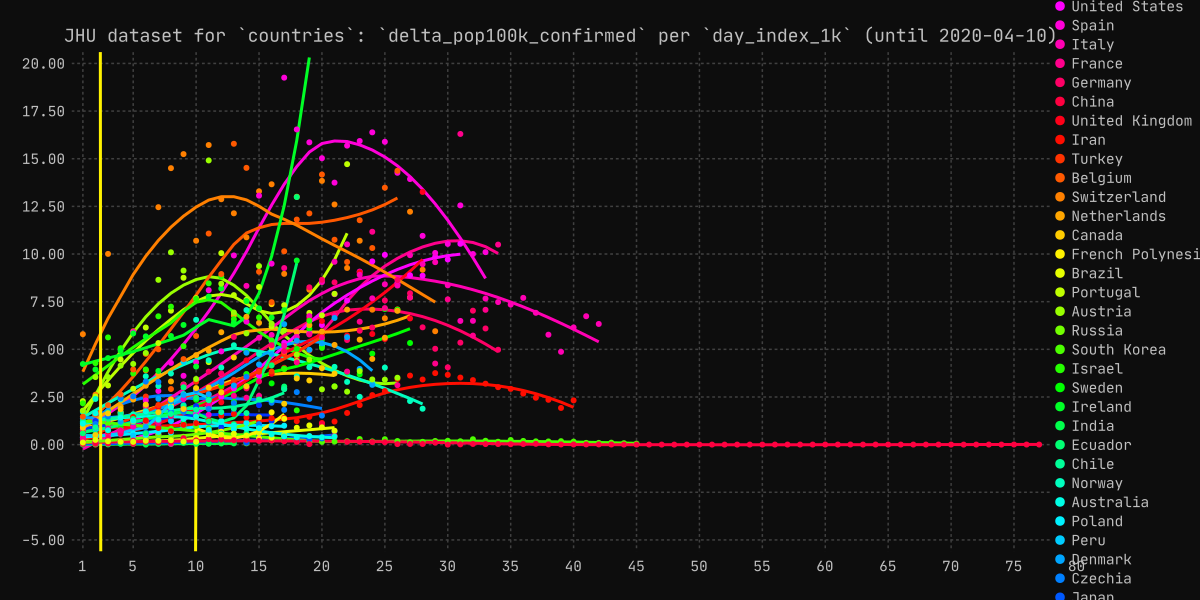 JHU dataset for `countries`: `delta_pop100k_confirmed` per `day_index_1k` (until 2020-04-10)
20.00
17.50
15.00
12.50
10.00
7.50
5.00
2.50
0.00
-2.50
-5.00
1 5 10 15 20 25 30 35 40 45 50 55 60 65 70 75 80
United States
Spain
Italy
France
Germany
China
United Kingdom
Iran
Turkey
Belgium
Switzerland
Netherlands
Canada
French Polynesi
Brazil
Portugal
Austria
Russia
South Korea
Israel
Sweden
Ireland
India
Ecuador
Chile
Norway
Australia
Poland
Peru
Denmark
Czechia
Japan